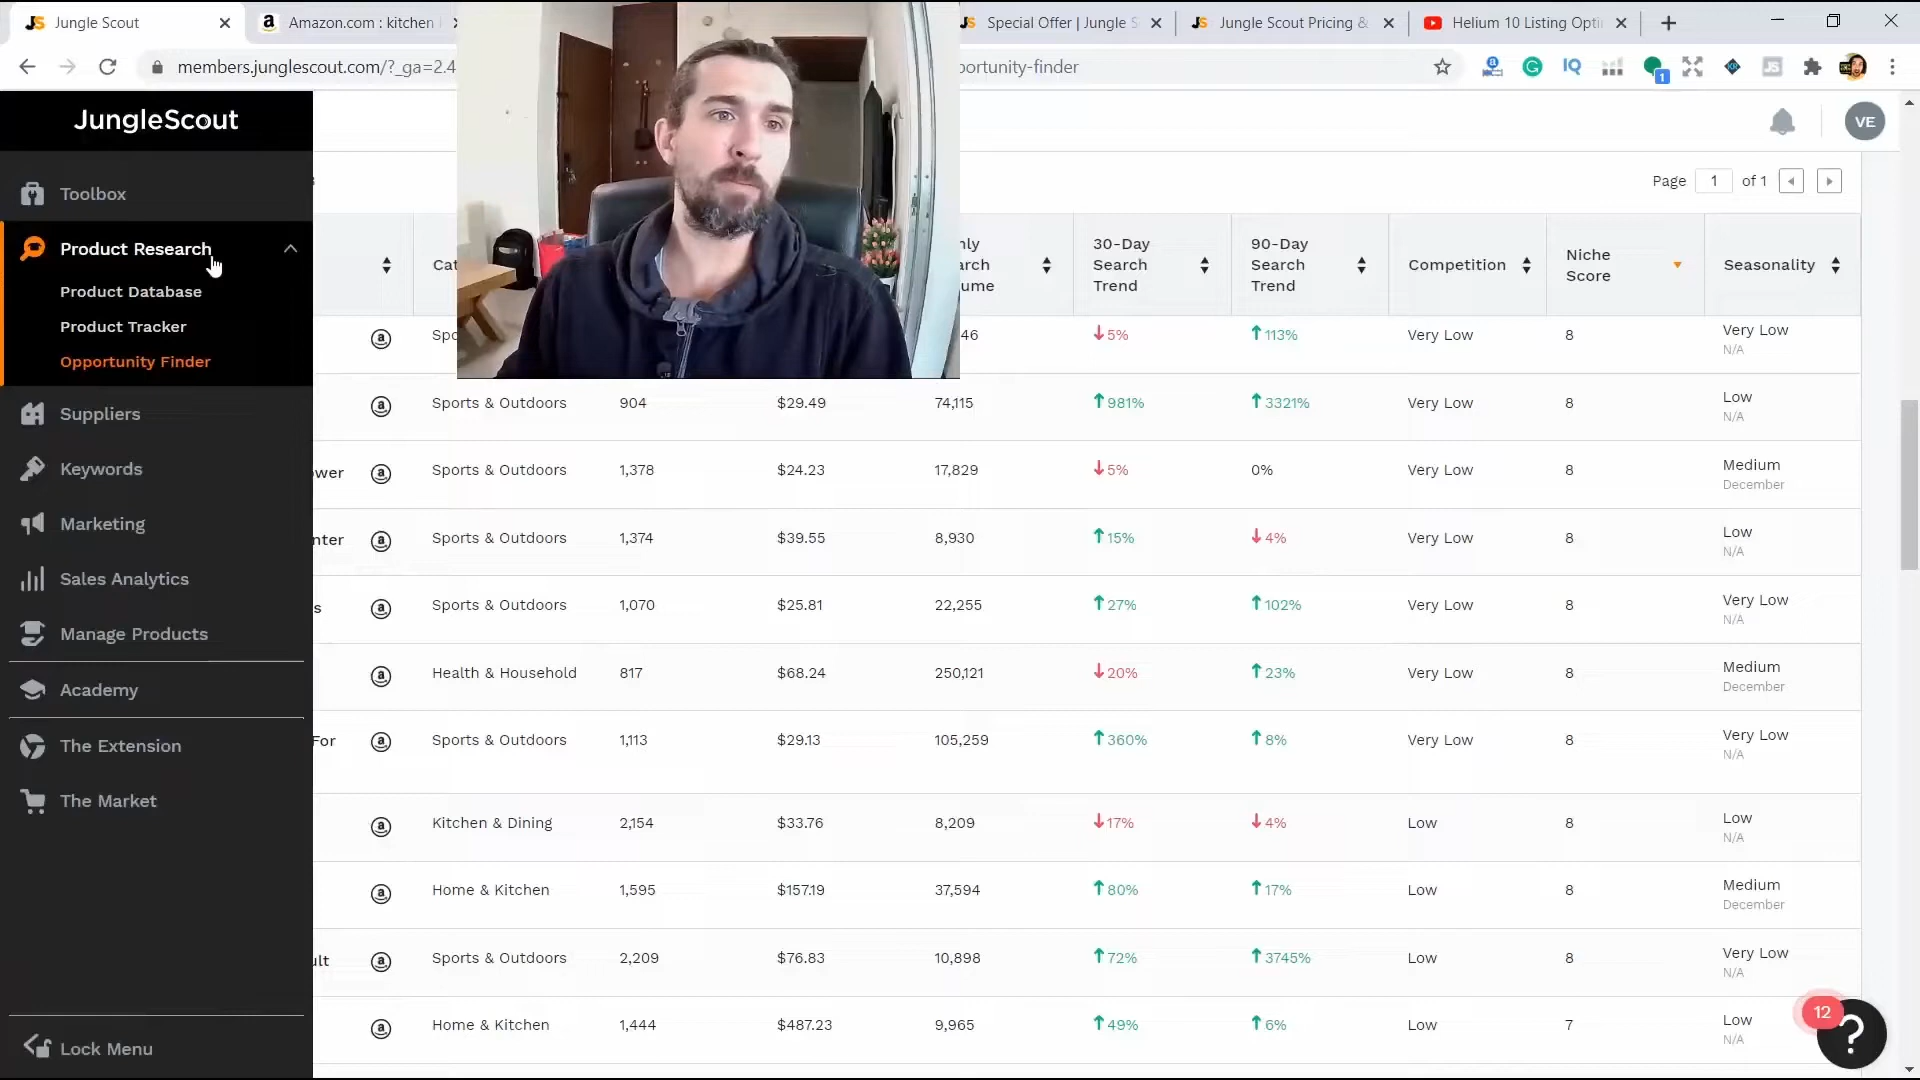 Jungle Scout
Amazon.com : kitchen
Special Offer | Jungle S
Jungle Scout Pricing &
Helium 10 Listing Opti
members.junglescout.com/?_ga=2.4
portunity-finder
JungleScout
VE
Toolbox
Page 1 of 1
Product Research
Product Database
Product Tracker
Opportunity Finder
Suppliers
Keywords
Marketing
Sales Analytics
Manage Products
Academy
The Extension
The Market
Lock Menu
Cat
nly
arch
ume
30-Day
Search
Trend
90-Day
Search
Trend
Competition
Niche
Score
Seasonality
Spo 46 5% 113% Very Low 8 Very Low
N/A
Sports & Outdoors 904 $29.49 74,115 981% 3321% Very Low 8 Low
N/A
ower Sports & Outdoors 1,378 $24.23 17,829 5% 0% Very Low 8 Medium
December
nter Sports & Outdoors 1,374 $39.55 8,930 15% 4% Very Low 8 Low
N/A
s Sports & Outdoors 1,070 $25.81 22,255 27% 102% Very Low 8 Very Low
N/A
Health & Household 817 $68.24 250,121 20% 23% Very Low 8 Medium
December
For Sports & Outdoors 1,113 $29.13 105,259 360% 8% Very Low 8 Very Low
N/A
Kitchen & Dining 2,154 $33.76 8,209 17% 4% Low 8 Low
N/A
Home & Kitchen 1,595 $157.19 37,594 80% 17% Low 8 Medium
December
ult Sports & Outdoors 2,209 $76.83 10,898 72% 3745% Low 8 Very Low
N/A
Home & Kitchen 1,444 $487.23 9,965 49% 6% Low 7 Low
N/A
12
?